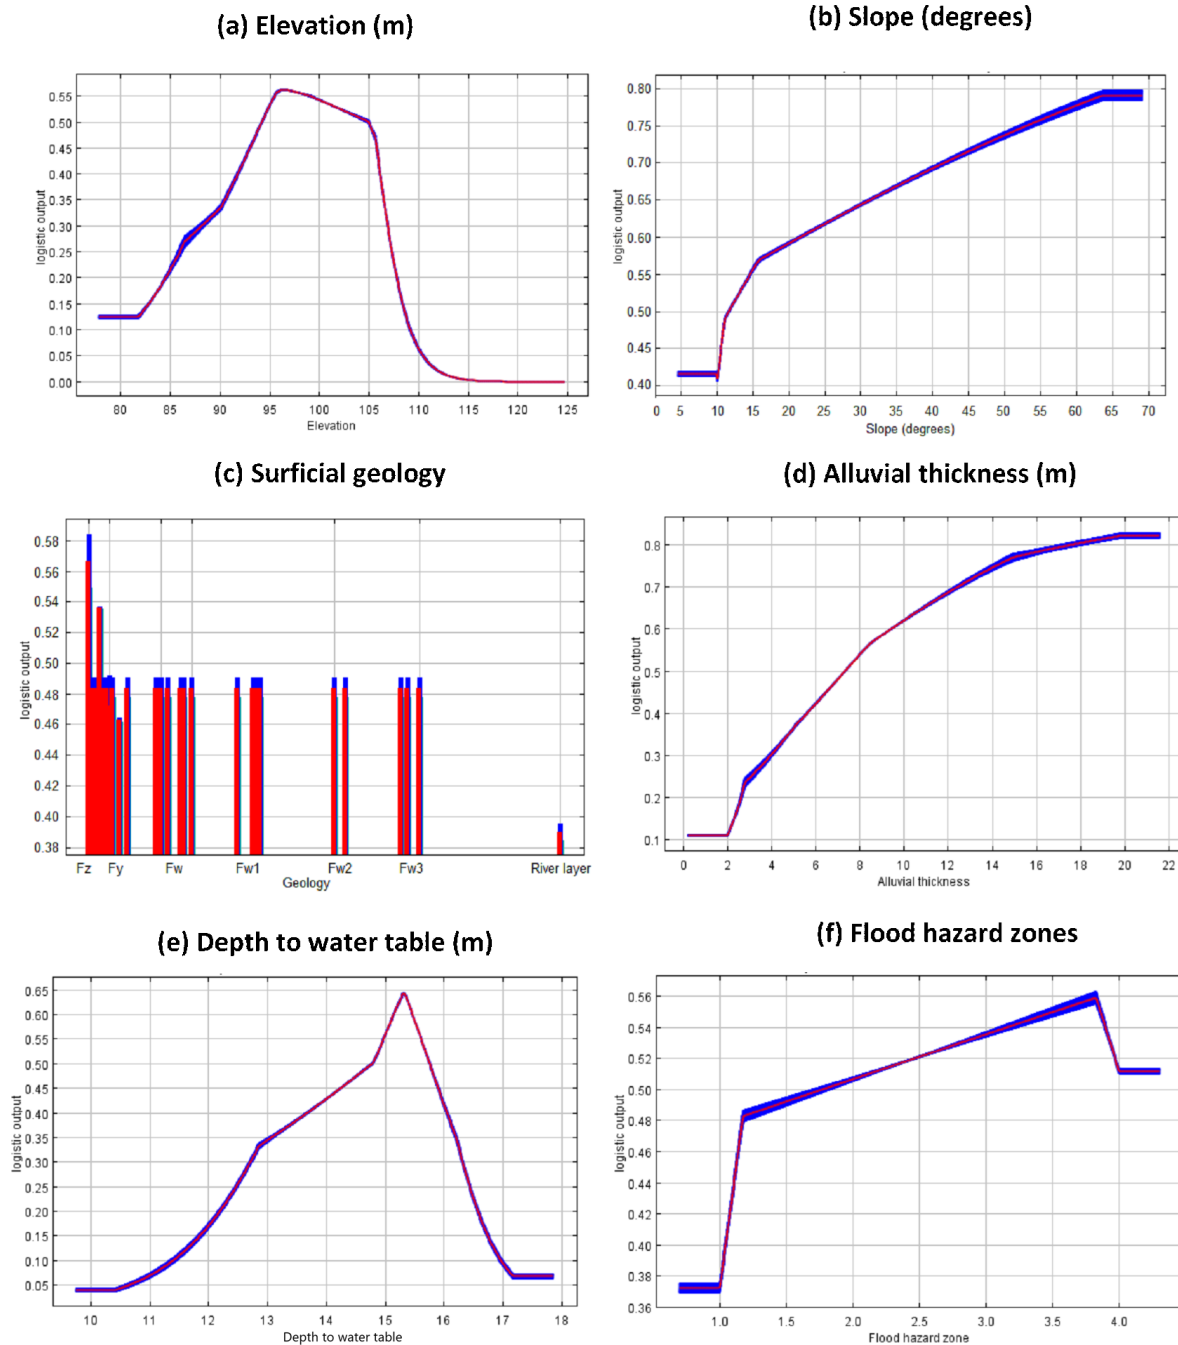 (a) Elevation (m)
0.55
0.50
0.45
0.40
0.35
0.30
0.25
0.20
0.15
0.10
0.05
0.00
logistic output
80 85 90 95 100 105 110 115 120 125
Elevation
(b) Slope (degrees)
0.80
0.75
0.70
0.65
0.60
0.55
0.50
0.45
0.40
logistic output
0 5 10 15 20 25 30 35 40 45 50 55 60 65 70
Slope (degrees)
(c) Surficial geology
0.58
0.56
0.54
0.52
0.50
0.48
0.46
0.44
0.42
0.40
0.38
logistic output
Fz Fy Fw Fw1 Fw2 Fw3 River layer
Geology
(d) Alluvial thickness (m)
0.8
0.7
0.6
0.5
0.4
0.3
0.2
0.1
logistic output
0 2 4 6 8 10 12 14 16 18 20 22
Alluvial thickness
(e) Depth to water table (m)
0.65
0.60
0.55
0.50
0.45
0.40
0.35
0.30
0.25
0.20
0.15
0.10
0.05
logistic output
10 11 12 13 14 15 16 17 18
Depth to water table
(f) Flood hazard zones
0.56
0.54
0.52
0.50
0.48
0.46
0.44
0.42
0.40
0.38
0.36
logistic output
1.0 1.5 2.0 2.5 3.0 3.5 4.0
Flood hazard zone